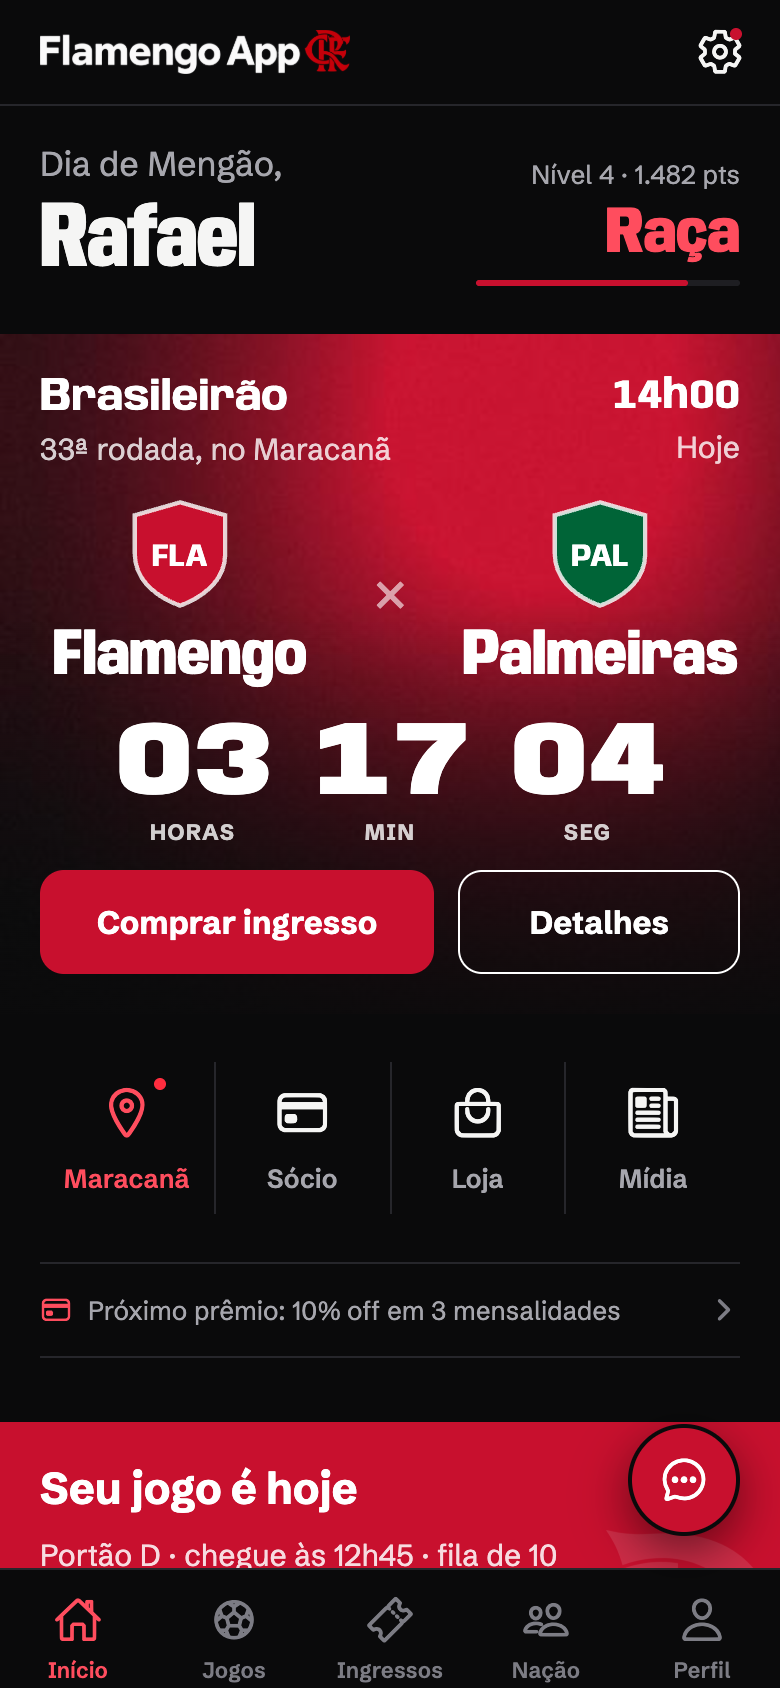 Flamengo App
Dia de Mengão,
Rafael
Nível 4 · 1.482 pts
Raça
Brasileirão
14h00
33ª rodada, no Maracanã
Hoje
FLA
PAL
×
Flamengo
Palmeiras
03 17 04
HORAS MIN SEG
Comprar ingresso
Detalhes
Maracanã
Sócio
Loja
Mídia
Próximo prêmio: 10% off em 3 mensalidades
Seu jogo é hoje
Portão D · chegue às 12h45 · fila de 10
Início
Jogos
Ingressos
Nação
Perfil